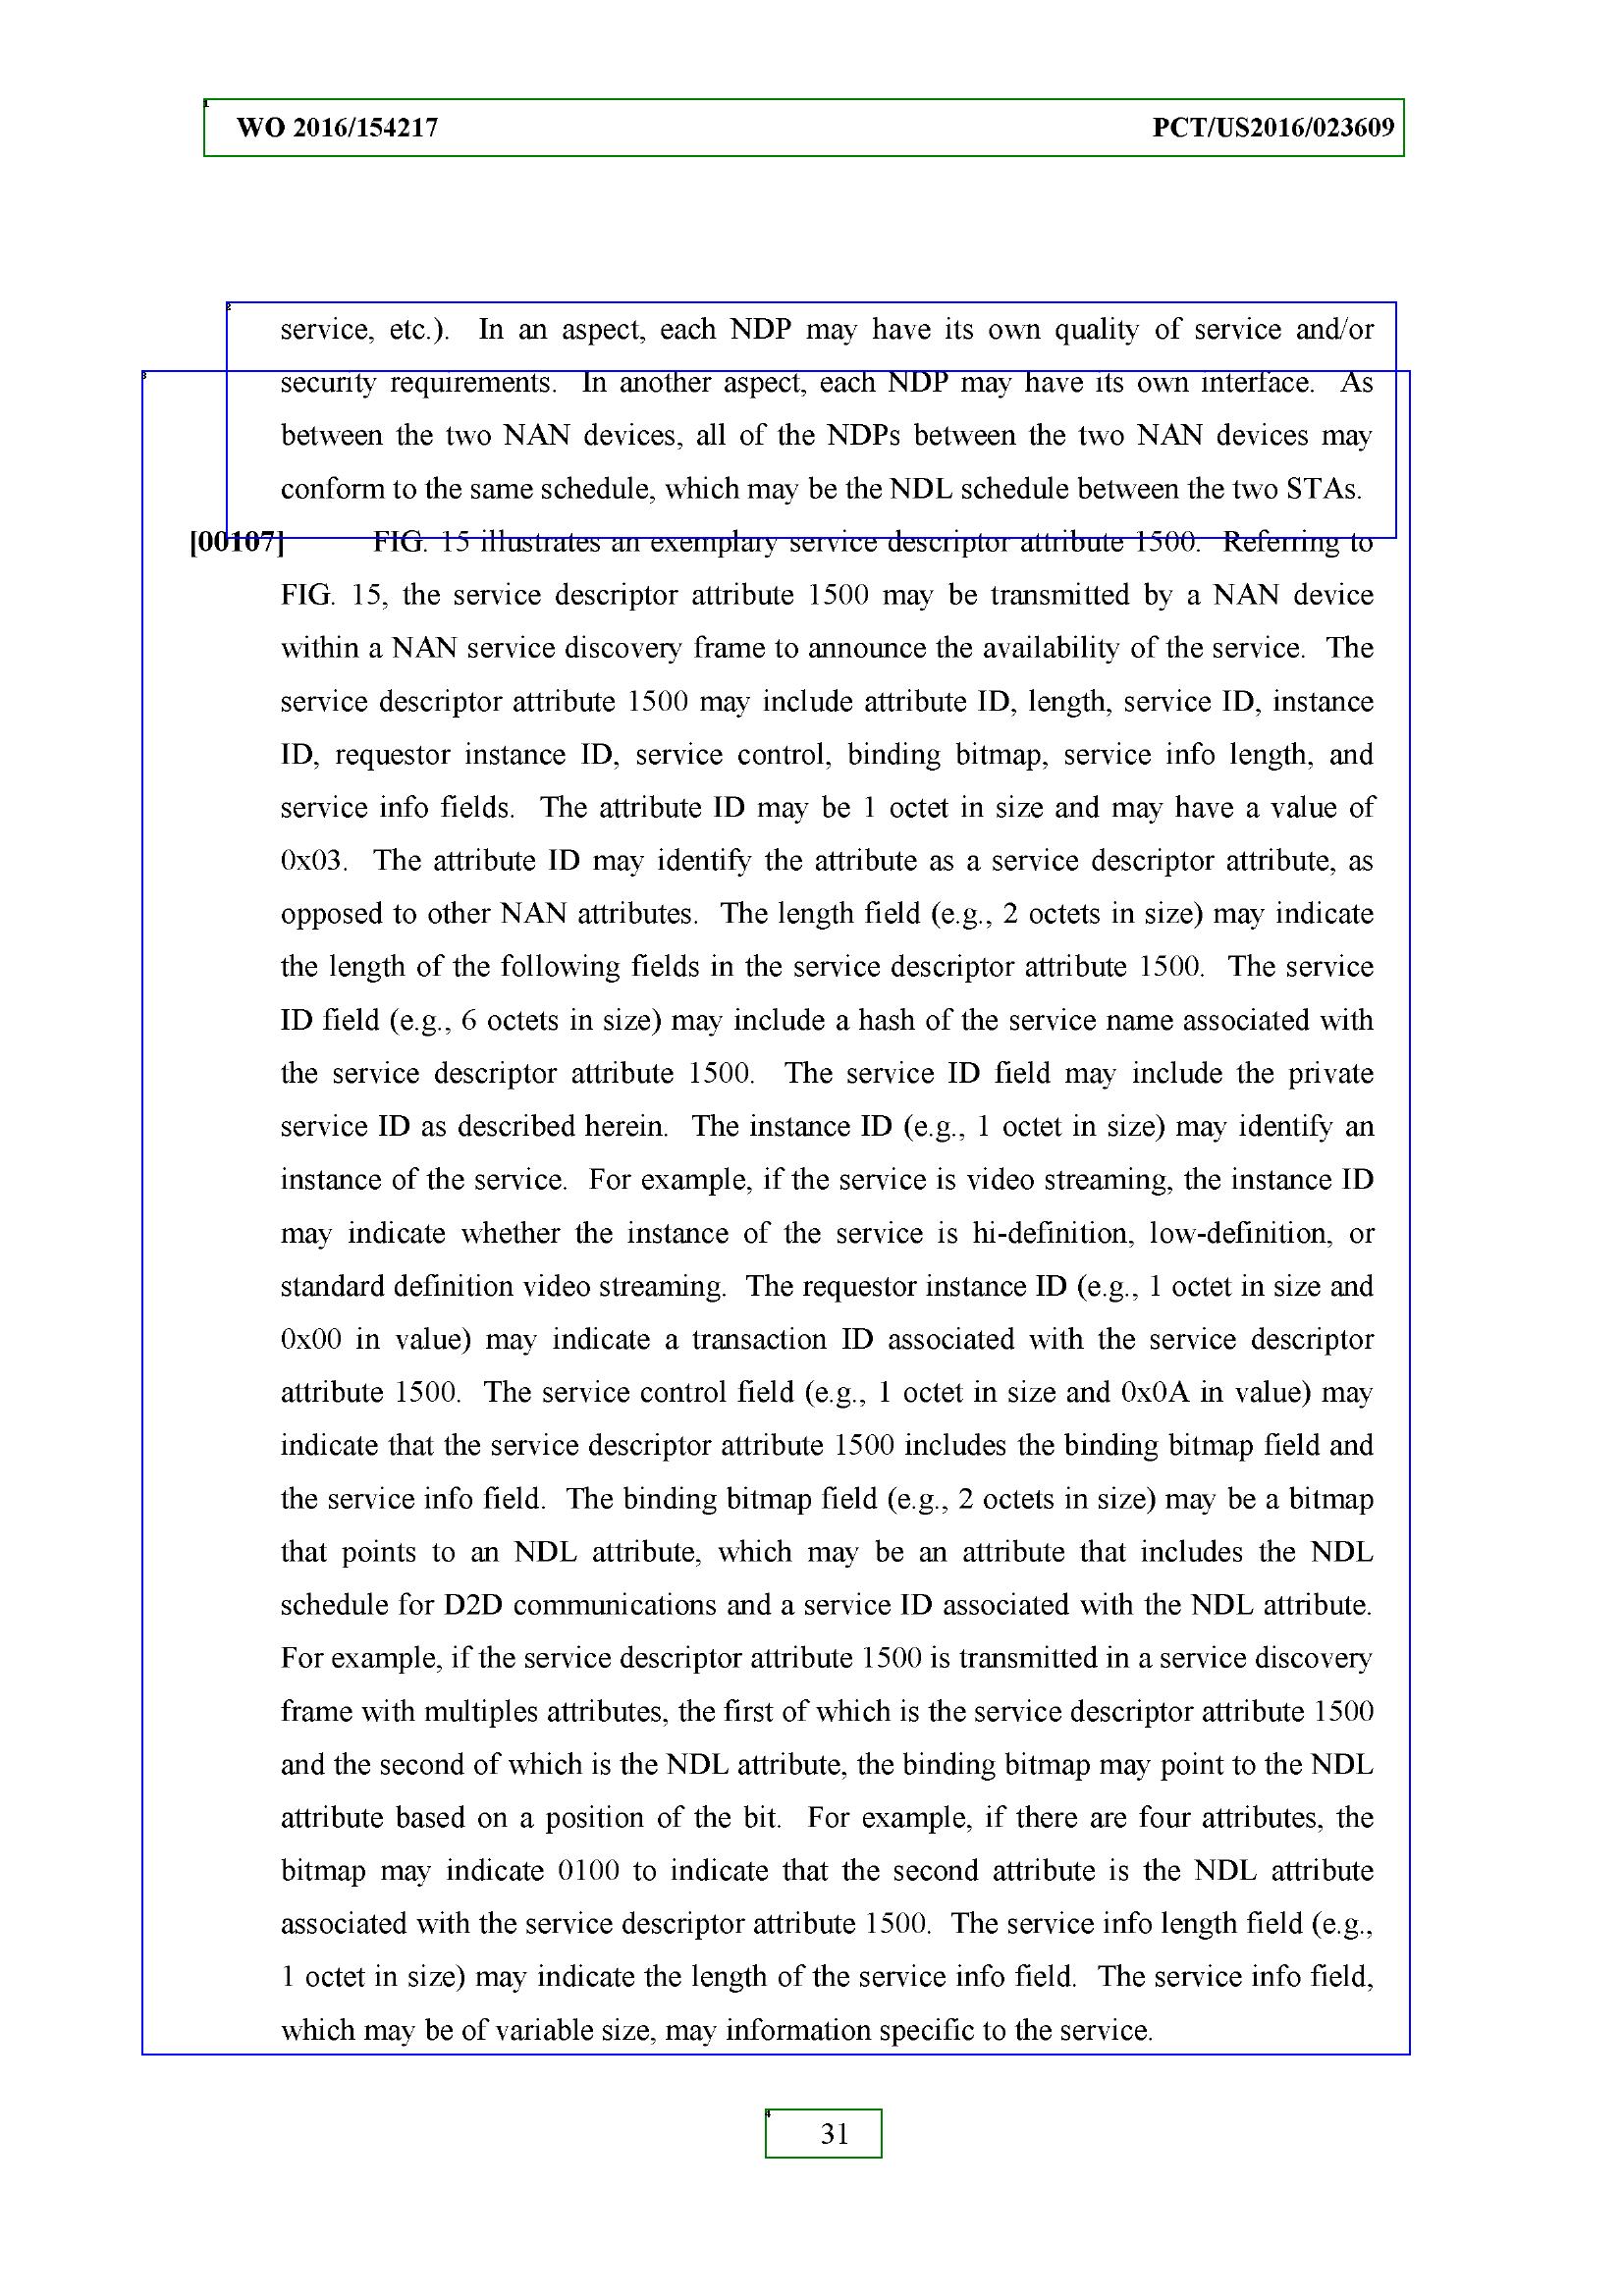 WO 2016/154217 PCT/US2016/023609
service, etc.). In an aspect, each NDP may have its own quality of service and/or
security requirements. In another aspect, each NDP may have its own interface. As
between the two NAN devices, all of the NDPs between the two NAN devices may
conform to the same schedule, which may be the NDL schedule between the two STAs.
[00107] FIG. 15 illustrates an exemplary service descriptor attribute 1500. Referring to
FIG. 15, the service descriptor attribute 1500 may be transmitted by a NAN device
within a NAN service discovery frame to announce the availability of the service. The
service descriptor attribute 1500 may include attribute ID, length, service ID, instance
ID, requestor instance ID, service control, binding bitmap, service info length, and
service info fields. The attribute ID may be 1 octet in size and may have a value of
0x03. The attribute ID may identify the attribute as a service descriptor attribute, as
opposed to other NAN attributes. The length field (e.g., 2 octets in size) may indicate
the length of the following fields in the service descriptor attribute 1500. The service
ID field (e.g., 6 octets in size) may include a hash of the service name associated with
the service descriptor attribute 1500. The service ID field may include the private
service ID as described herein. The instance ID (e.g., 1 octet in size) may identify an
instance of the service. For example, if the service is video streaming, the instance ID
may indicate whether the instance of the service is hi-definition, low-definition, or
standard definition video streaming. The requestor instance ID (e.g., 1 octet in size and
0x00 in value) may indicate a transaction ID associated with the service descriptor
attribute 1500. The service control field (e.g., 1 octet in size and 0x0A in value) may
indicate that the service descriptor attribute 1500 includes the binding bitmap field and
the service info field. The binding bitmap field (e.g., 2 octets in size) may be a bitmap
that points to an NDL attribute, which may be an attribute that includes the NDL
schedule for D2D communications and a service ID associated with the NDL attribute.
For example, if the service descriptor attribute 1500 is transmitted in a service discovery
frame with multiples attributes, the first of which is the service descriptor attribute 1500
and the second of which is the NDL attribute, the binding bitmap may point to the NDL
attribute based on a position of the bit. For example, if there are four attributes, the
bitmap may indicate 0100 to indicate that the second attribute is the NDL attribute
associated with the service descriptor attribute 1500. The service info length field (e.g.,
1 octet in size) may indicate the length of the service info field. The service info field,
which may be of variable size, may information specific to the service.
31